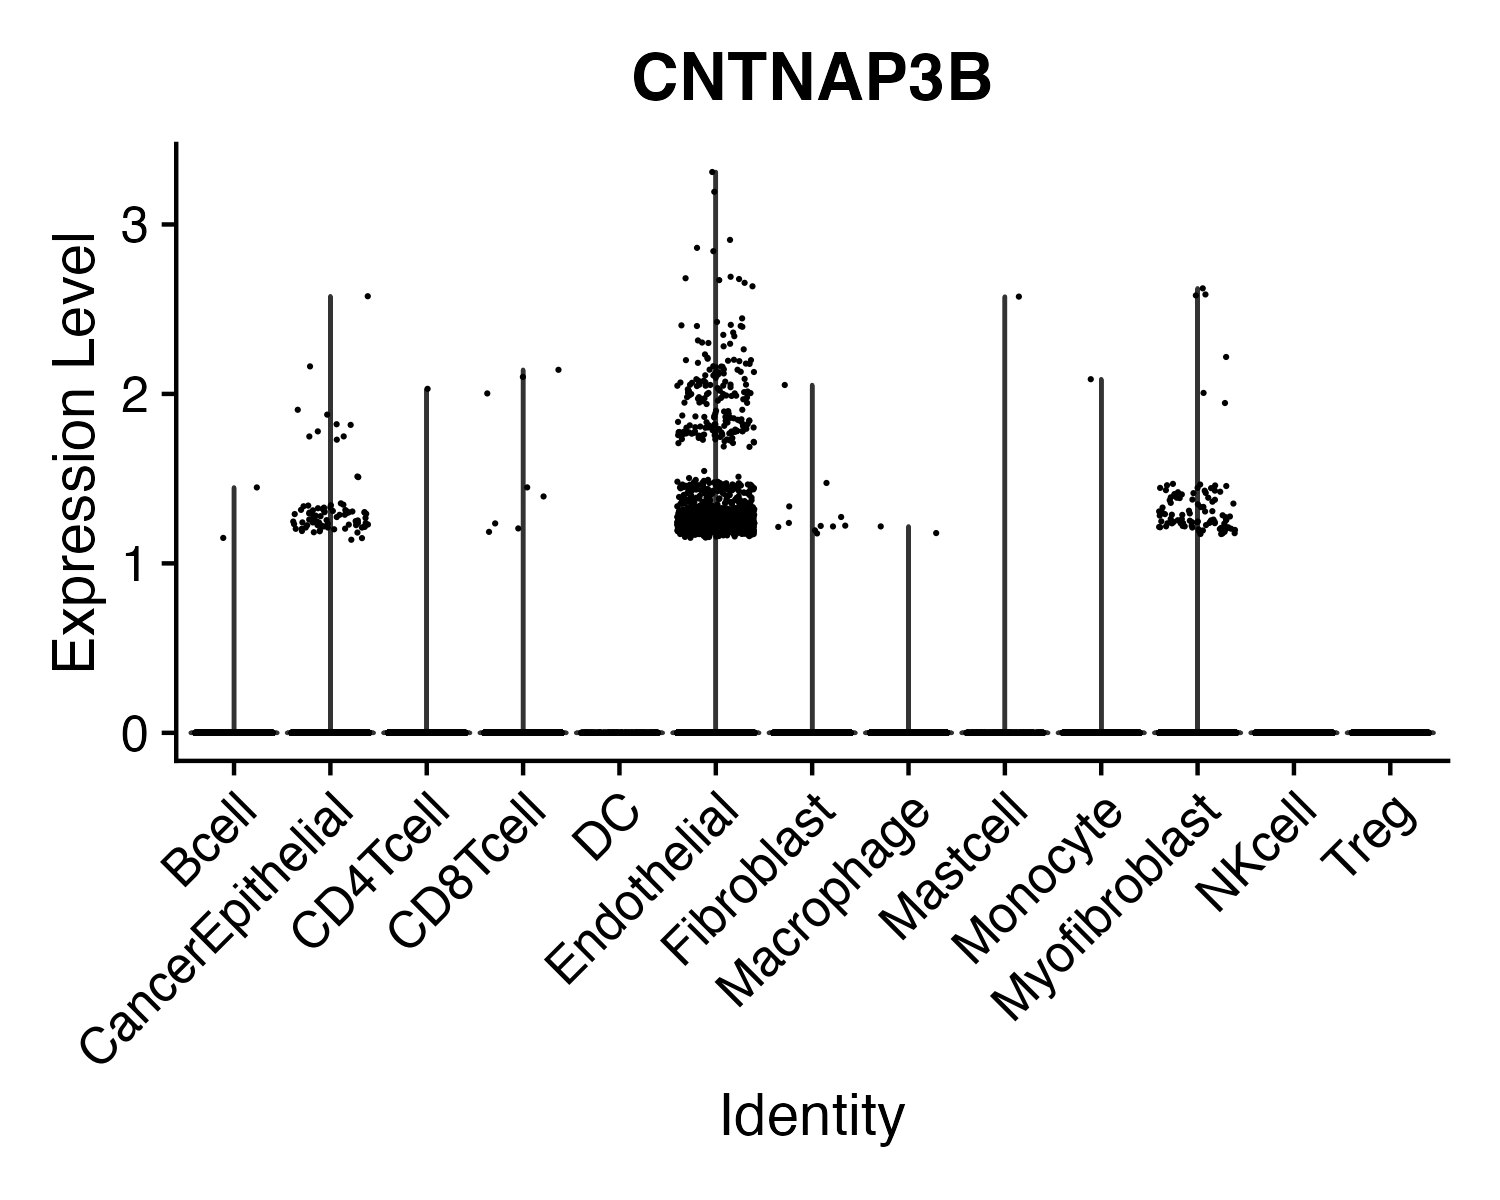 CNTNAP3B
Expression Level
3
2
1
0
Bcell
CancerEpithelial
CD4Tcell
CD8Tcell
DC
Endothelial
Fibroblast
Macrophage
Mastcell
Monocyte
Myofibroblast
NKcell
Treg
Identity